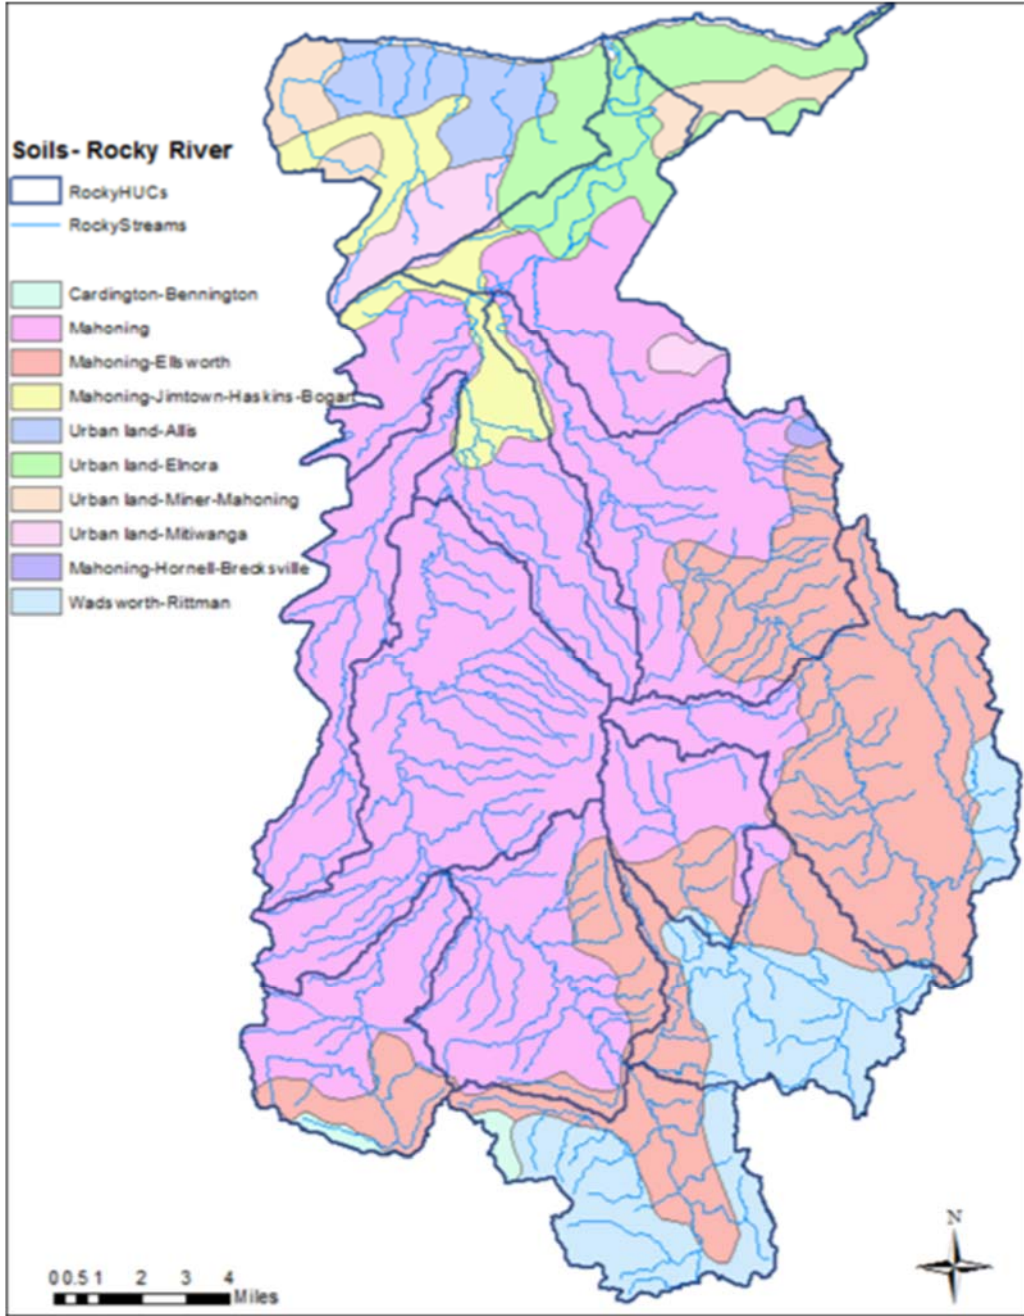 Soils - Rocky River
RockyHUCs
RockyStreams
Cardington-Bennington
Mahoning
Mahoning-Ellsworth
Mahoning-Jimtown-Haskins-Bogart
Urban land-Allis
Urban land-Elnora
Urban land-Miner-Mahoning
Urban land-Mitiwanga
Mahoning-Hornell-Brecksville
Wadsworth-Rittman
N
0 0.5 1 2 3 4
Miles